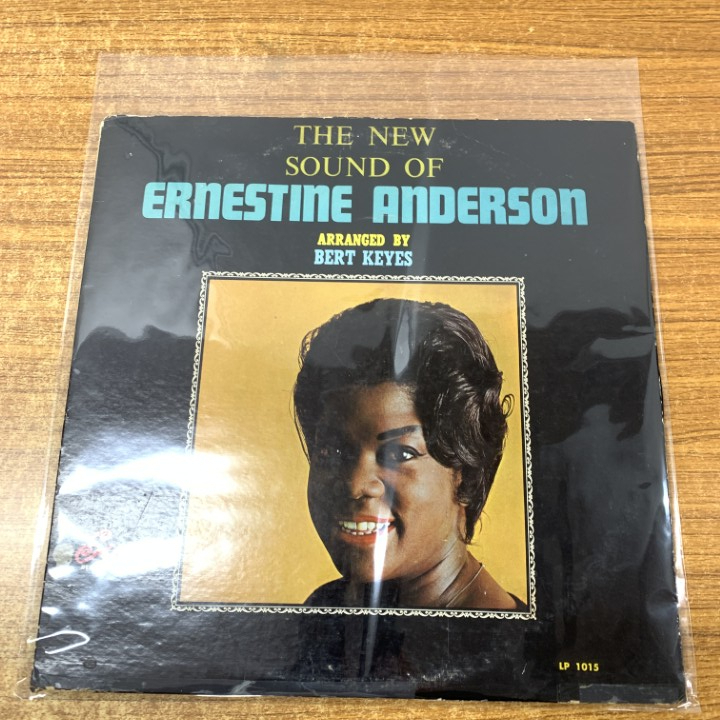 THE NEW
SOUND OF
ERNESTINE ANDERSON
ARRANGED BY
BERT KEYES
LP 1015